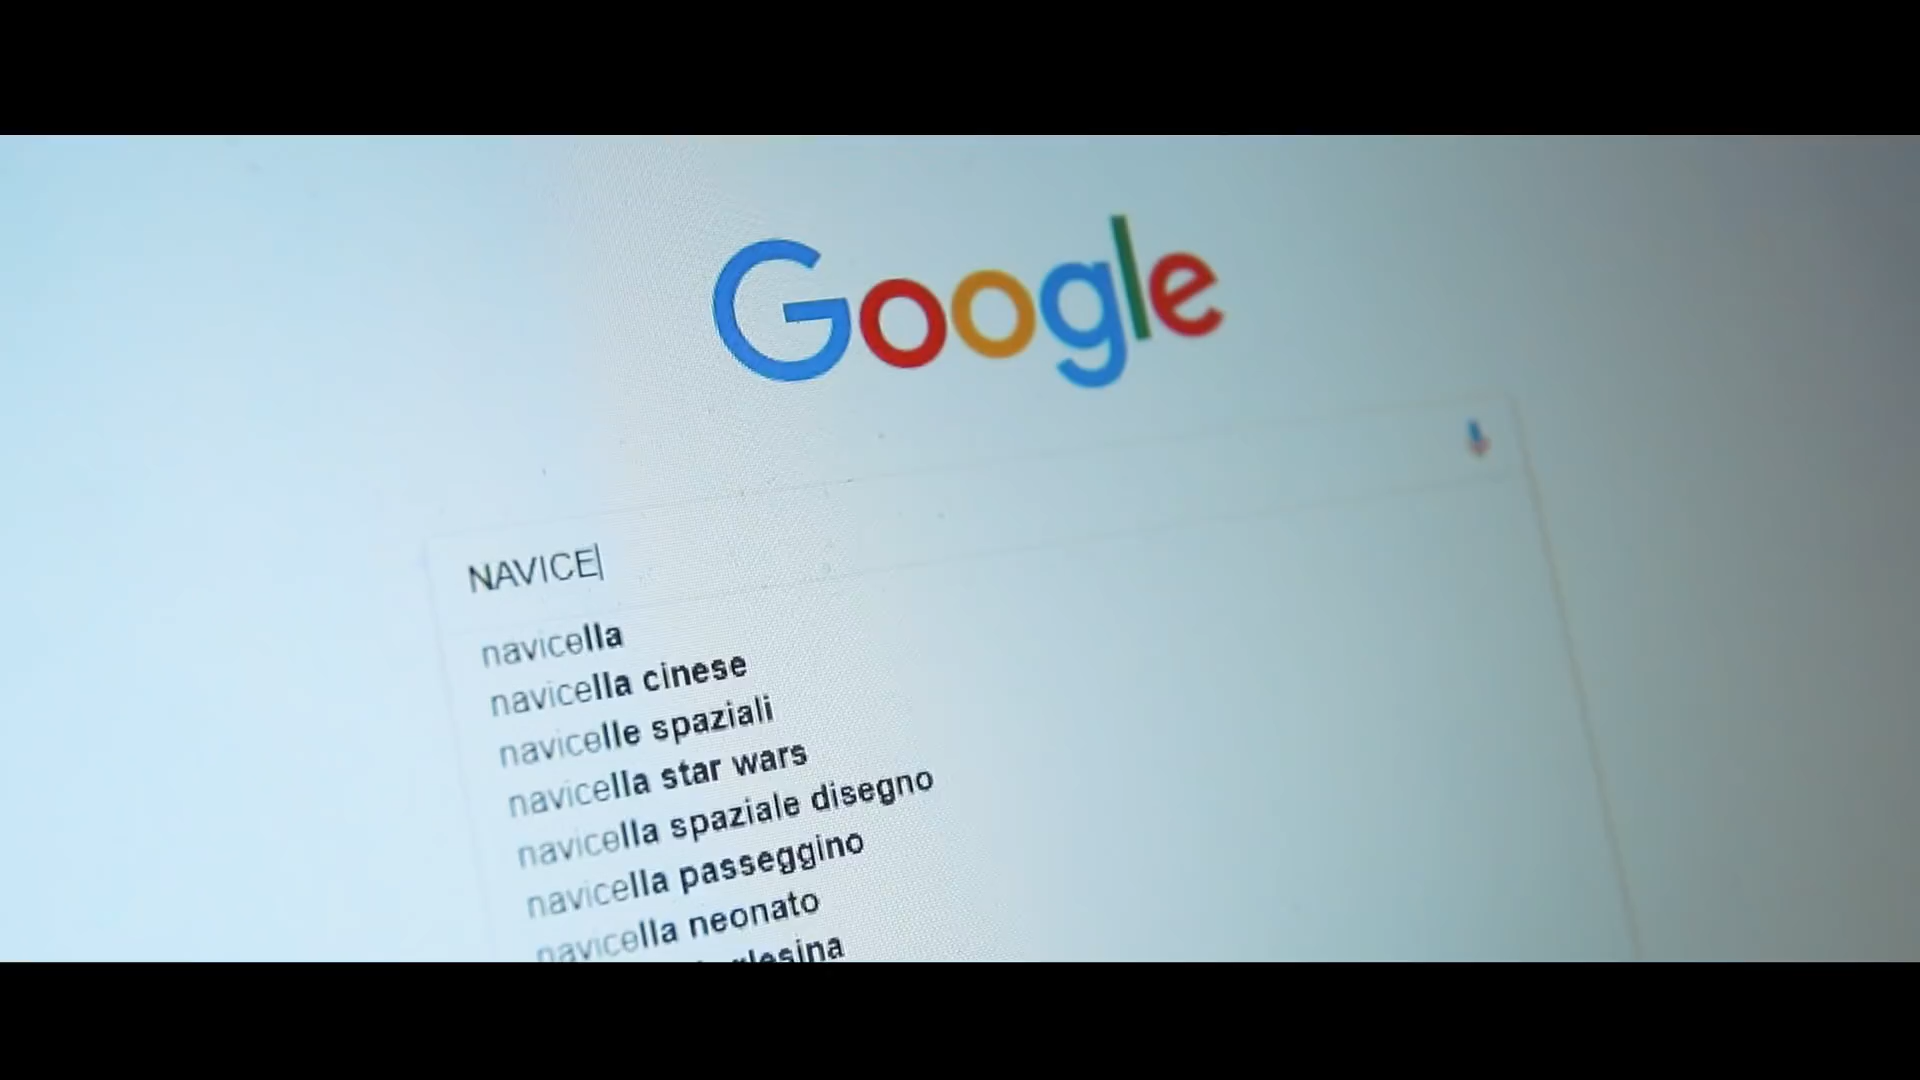 Google
NAVICE
navicella
navicella cinese
navicelle spaziali
navicella star wars
navicella spaziale disegno
navicella passeggino
navicella neonato